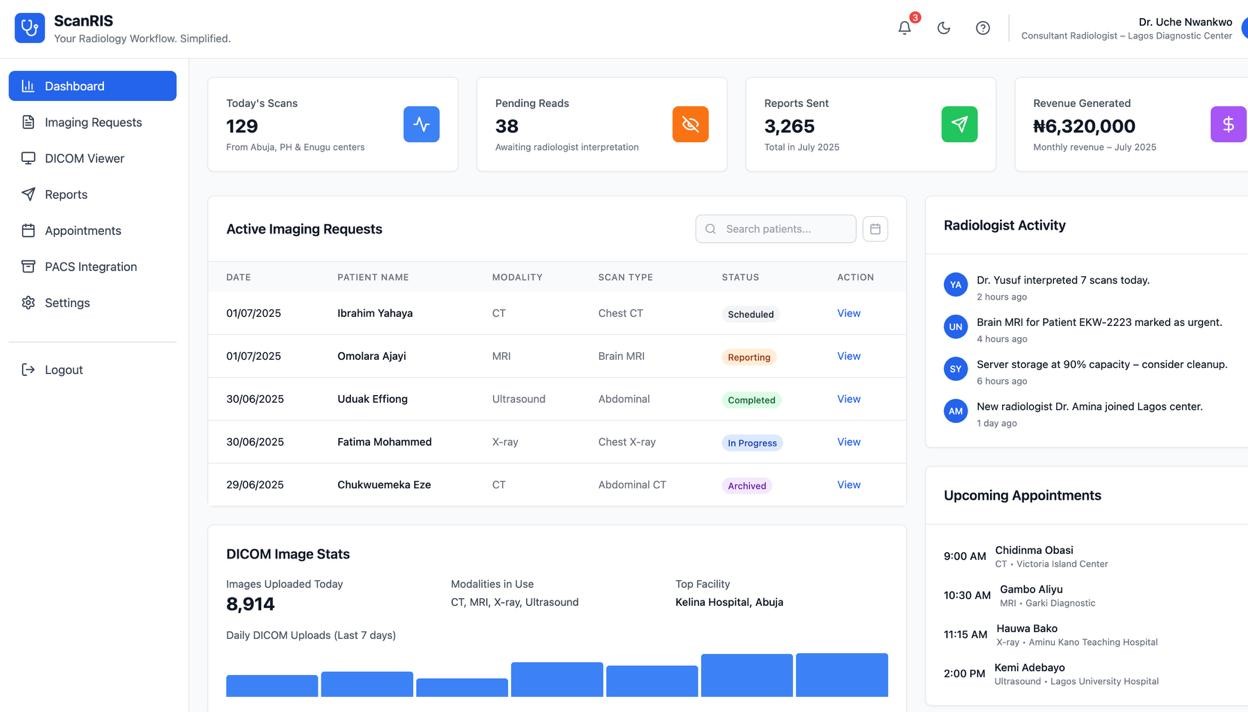 ScanRIS
Your Radiology Workflow. Simplified.
3
Dr. Uche Nwankwo
Consultant Radiologist – Lagos Diagnostic Center
Dashboard
Imaging Requests
DICOM Viewer
Reports
Appointments
PACS Integration
Settings
Logout
Today's Scans
129
From Abuja, PH & Enugu centers
Pending Reads
38
Awaiting radiologist interpretation
Reports Sent
3,265
Total in July 2025
Revenue Generated
₦6,320,000
Monthly revenue – July 2025
Active Imaging Requests
Search patients...
DATE PATIENT NAME MODALITY SCAN TYPE STATUS ACTION
01/07/2025 Ibrahim Yahaya CT Chest CT Scheduled View
01/07/2025 Omolara Ajayi MRI Brain MRI Reporting View
30/06/2025 Uduak Effiong Ultrasound Abdominal Completed View
30/06/2025 Fatima Mohammed X-ray Chest X-ray In Progress View
29/06/2025 Chukwuemeka Eze CT Abdominal CT Archived View
DICOM Image Stats
Images Uploaded Today
8,914
Modalities in Use
CT, MRI, X-ray, Ultrasound
Top Facility
Kelina Hospital, Abuja
Daily DICOM Uploads (Last 7 days)
Radiologist Activity
YA Dr. Yusuf interpreted 7 scans today.
2 hours ago
UN Brain MRI for Patient EKW-2223 marked as urgent.
4 hours ago
SY Server storage at 90% capacity – consider cleanup.
6 hours ago
AM New radiologist Dr. Amina joined Lagos center.
1 day ago
Upcoming Appointments
9:00 AM Chidinma Obasi
CT • Victoria Island Center
10:30 AM Gambo Aliyu
MRI • Garki Diagnostic
11:15 AM Hauwa Bako
X-ray • Aminu Kano Teaching Hospital
2:00 PM Kemi Adebayo
Ultrasound • Lagos University Hospital